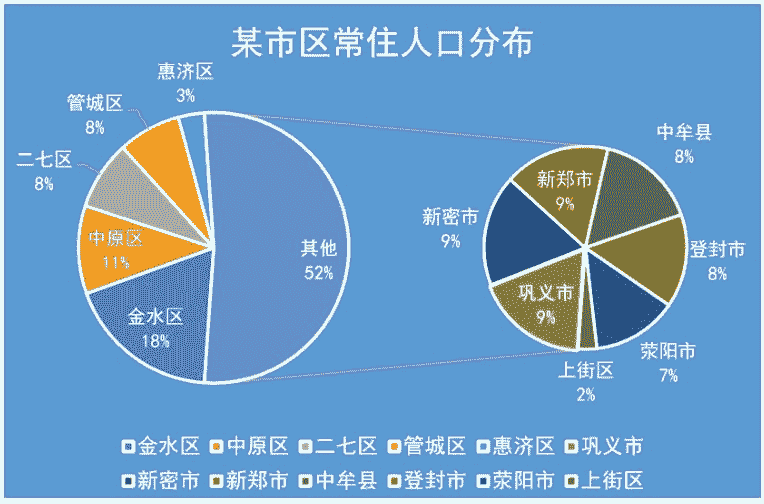 某市区常住人口分布
惠济区
3%
管城区
8%
二七区
8%
中原区
11%
金水区
18%
其他
52%
新郑市
9%
中牟县
8%
新密市
9%
登封市
8%
巩义市
9%
荥阳市
7%
上街区
2%
金水区 中原区 二七区 管城区 惠济区 巩义市
新密市 新郑市 中牟县 登封市 荥阳市 上街区